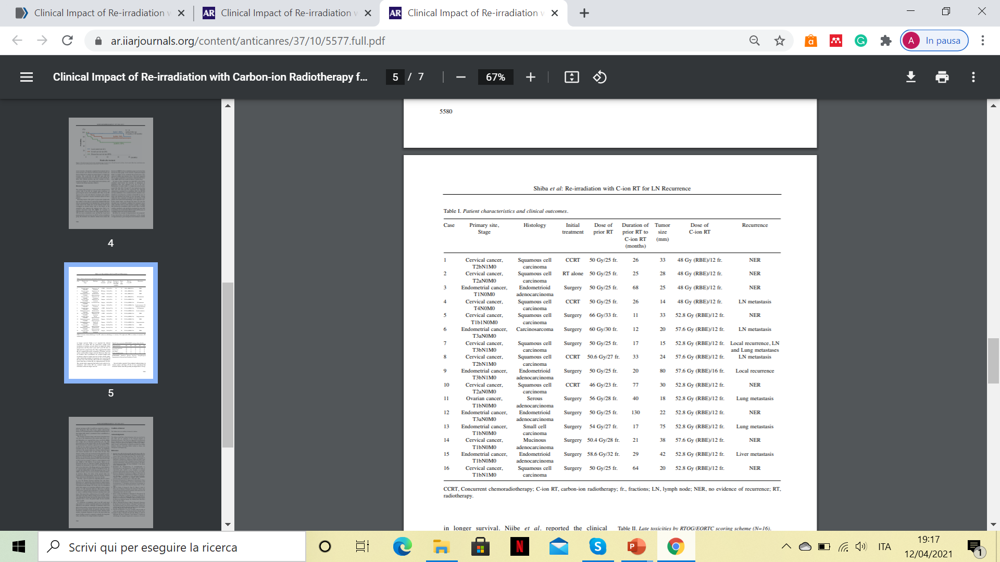 Clinical Impact of Re-irradiation
Clinical Impact of Re-irradiation
Clinical Impact of Re-irradiation
ar.iiarjournals.org/content/anticanres/37/10/5577.full.pdf
A In pausa
Clinical Impact of Re-irradiation with Carbon-ion Radiotherapy f... 5 / 7 67%
4
5
5580
Shiba et al: Re-irradiation with C-ion RT for LN Recurrence
Table I. Patient characteristics and clinical outcomes.
Case Primary site, Histology Initial Dose of Duration of Tumor Dose of Recurrence
Stage treatment prior RT prior RT to size C-ion RT
C-ion RT (mm)
(months)
1 Cervical cancer, Squamous cell CCRT 50 Gy/25 fr. 26 33 48 Gy (RBE)/12 fr. NER
T2bN1M0 carcinoma
2 Cervical cancer, Squamous cell RT alone 50 Gy/25 fr. 25 28 48 Gy (RBE)/12 fr. NER
T2aN0M0 carcinoma
3 Endometrial cancer, Endometrioid Surgery 50 Gy/25 fr. 68 25 48 Gy (RBE)/12 fr. NER
T1N0M0 adenocarcinoma
4 Cervical cancer, Squamous cell CCRT 50 Gy/25 fr. 26 14 48 Gy (RBE)/12 fr. LN metastasis
T4N0M0 carcinoma
5 Cervical cancer, Squamous cell Surgery 66 Gy/33 fr. 11 33 52.8 Gy (RBE)/12 fr. NER
T1b1N0M0 carcinoma
6 Endometrial cancer, Carcinosarcoma Surgery 60 Gy/30 fr. 12 20 57.6 Gy (RBE)/12 fr. LN metastasis
T3aN0M0
7 Cervical cancer, Squamous cell Surgery 50 Gy/25 fr. 17 15 52.8 Gy (RBE)/12 fr. Local recurrence, LN
T3bN1M0 carcinoma and Lung metastases
8 Cervical cancer, Squamous cell CCRT 50.6 Gy/27 fr. 33 24 57.6 Gy (RBE)/12 fr. LN metastasis
T2bN1M0 carcinoma
9 Endometrial cancer, Endometrioid Surgery 50 Gy/25 fr. 20 80 57.6 Gy (RBE)/16 fr. Local recurrence
T3bN1M0 adenocarcinoma
10 Cervical cancer, Squamous cell CCRT 46 Gy/23 fr. 77 30 52.8 Gy (RBE)/12 fr. NER
T2aN0M0 carcinoma
11 Ovarian cancer, Serous Surgery 56 Gy/28 fr. 40 18 52.8 Gy (RBE)/12 fr. Lung metastasis
T1bN0M0 adenocarcinoma
12 Endometrial cancer, Endometrioid Surgery 50 Gy/25 fr. 130 22 52.8 Gy (RBE)/12 fr. NER
T3aN0M0 adenocarcinoma
13 Endometrial cancer, Small cell Surgery 54 Gy/27 fr. 17 75 52.8 Gy (RBE)/12 fr. Lung metastasis
T1bN0M0 carcinoma
14 Cervical cancer, Mucinous Surgery 50.4 Gy/28 fr. 21 38 57.6 Gy (RBE)/12 fr. NER
T1bN0M0 adenocarcinoma
15 Endometrial cancer, Endometrioid Surgery 58.6 Gy/32 fr. 29 42 52.8 Gy (RBE)/12 fr. Liver metastasis
T1bN0M0 adenocarcinoma
16 Cervical cancer, Squamous cell Surgery 50 Gy/25 fr. 64 20 52.8 Gy (RBE)/12 fr. NER
T1bN1M0 carcinoma
CCRT, Concurrent chemoradiotherapy; C-ion RT, carbon-ion radiotherapy; fr., fractions; LN, lymph node; NER, no evidence of recurrence; RT,
radiotherapy.
in longer survival. Niibe et al. reported the clinical Table II. Late toxicities by RTOG/EORTC scoring scheme (N=16).
Scrivi qui per eseguire la ricerca
ITA
19:17
12/04/2021
1